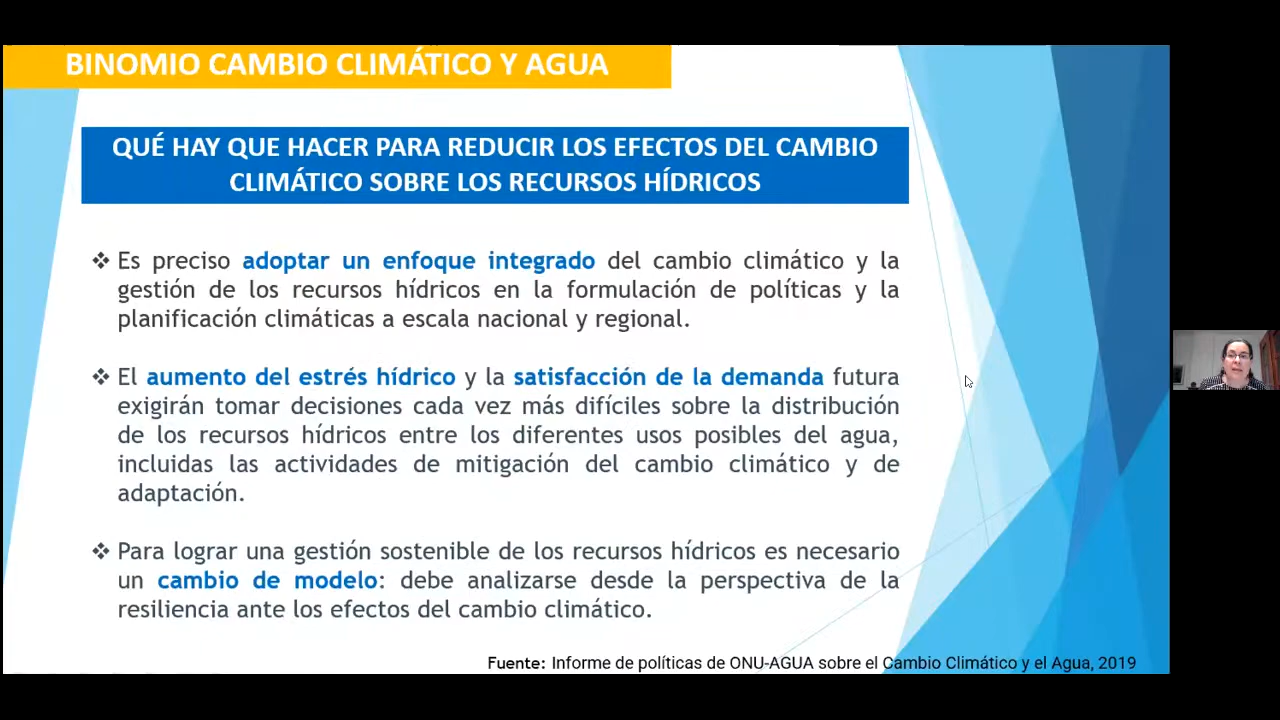 BINOMIO CAMBIO CLIMÁTICO Y AGUA
QUÉ HAY QUE HACER PARA REDUCIR LOS EFECTOS DEL CAMBIO
CLIMÁTICO SOBRE LOS RECURSOS HÍDRICOS
❖ Es preciso adoptar un enfoque integrado del cambio climático y la
gestión de los recursos hídricos en la formulación de políticas y la
planificación climáticas a escala nacional y regional.
❖ El aumento del estrés hídrico y la satisfacción de la demanda futura
exigirán tomar decisiones cada vez más difíciles sobre la distribución
de los recursos hídricos entre los diferentes usos posibles del agua,
incluidas las actividades de mitigación del cambio climático y de
adaptación.
❖ Para lograr una gestión sostenible de los recursos hídricos es necesario
un cambio de modelo: debe analizarse desde la perspectiva de la
resiliencia ante los efectos del cambio climático.
Fuente: Informe de políticas de ONU-AGUA sobre el Cambio Climático y el Agua, 2019